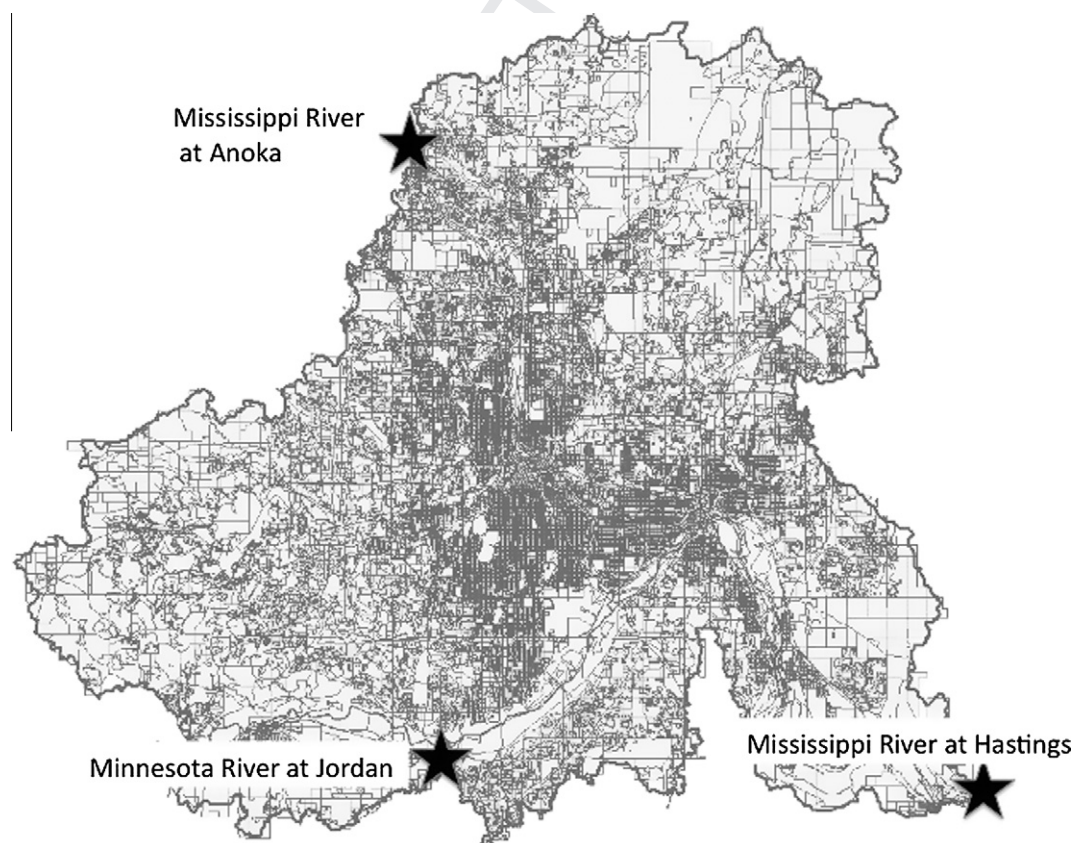 Mississippi River
at Anoka
Minnesota River at Jordan
Mississippi River at Hastings